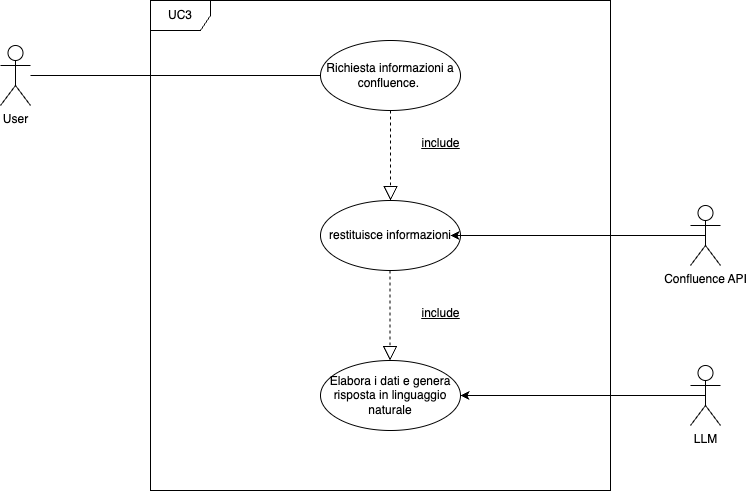 UC3
Richiesta informazioni a
confluence.
User
include
restituisce informazioni
Confluence API
include
Elabora i dati e genera
risposta in linguaggio
naturale
LLM